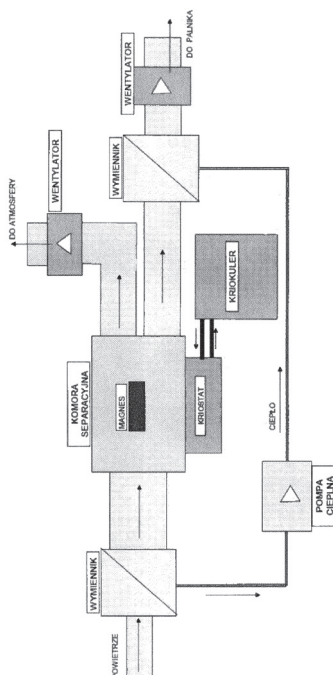 DO PALNIKA
WENTYLATOR
WYMIENNIK
DO ATMOSFERY
WENTYLATOR
KRIOKULER
KOMORA
SEPARACYJNA
MAGNES
KRIOSTAT
CIEPŁO
POMPA
CIEPLNA
WYMIENNIK
POWIETRZE